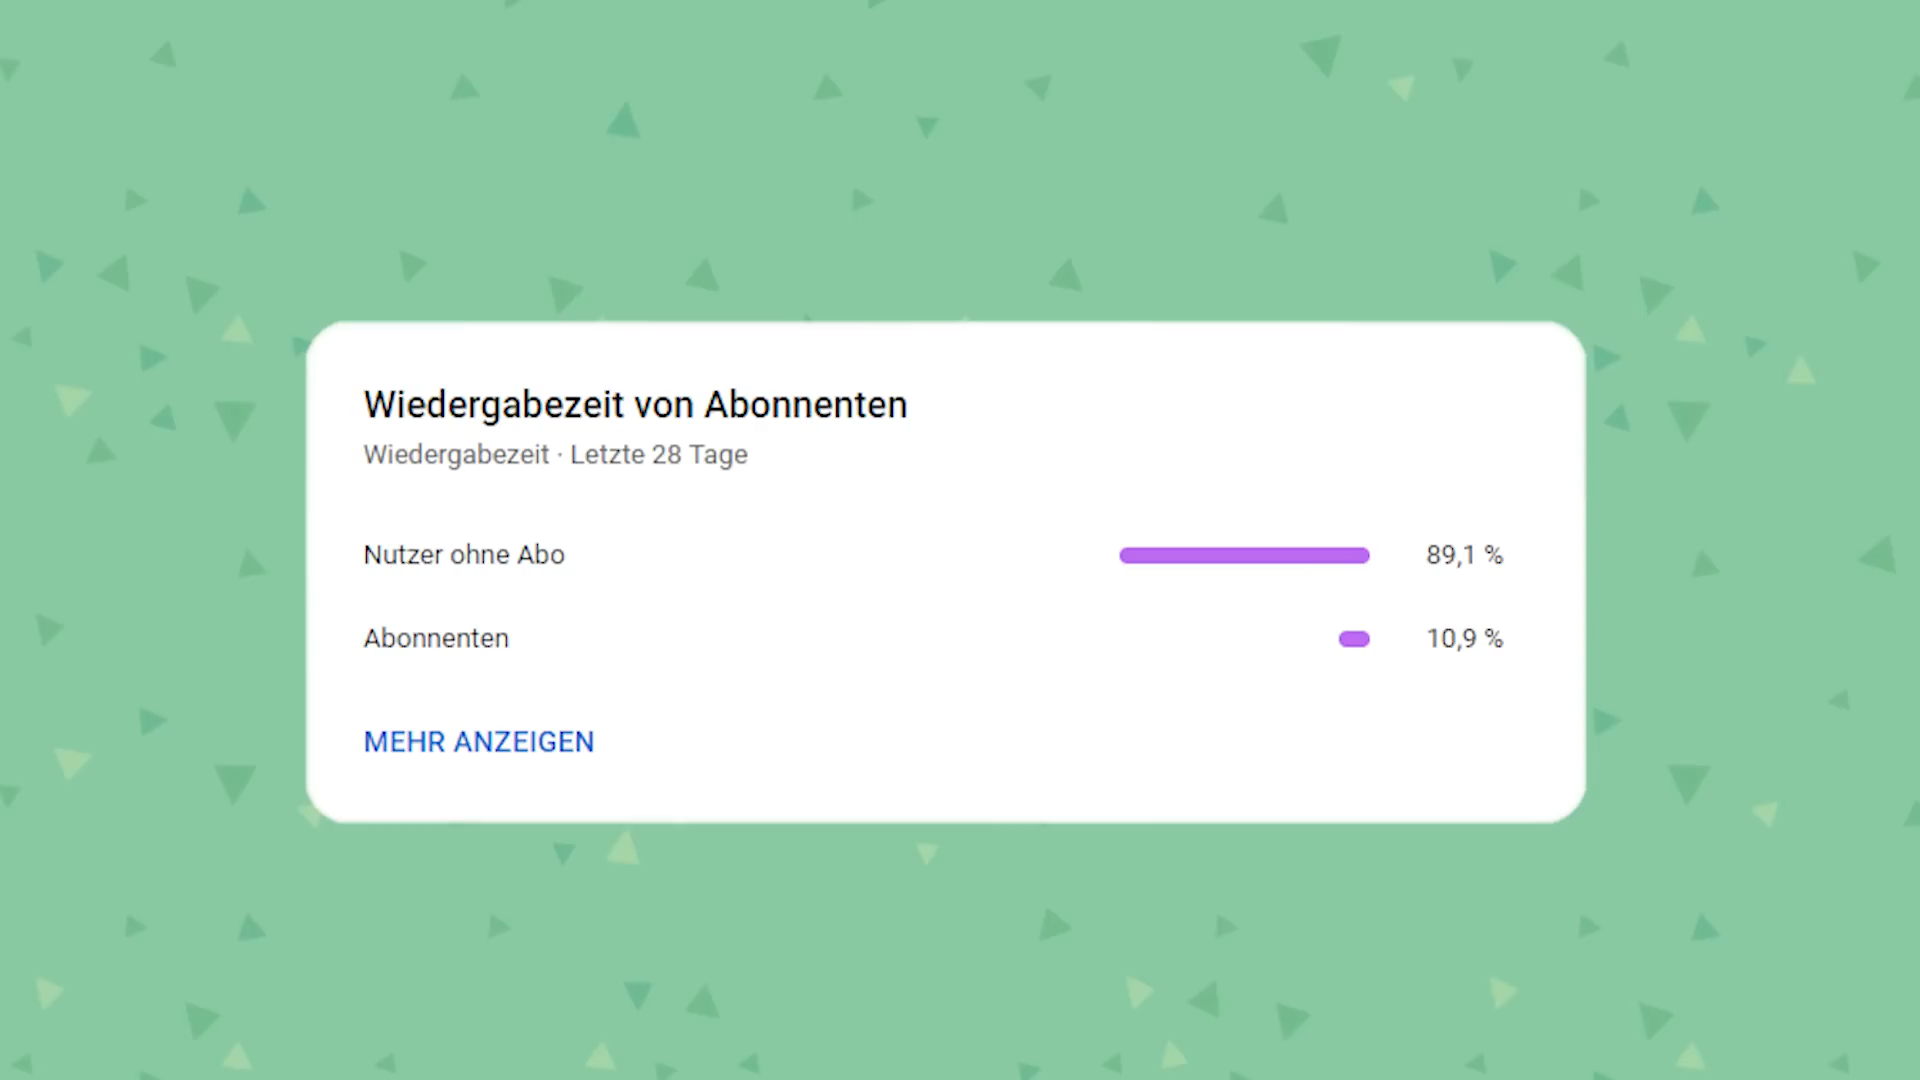 Wiedergabezeit von Abonnenten
Wiedergabezeit · Letzte 28 Tage
Nutzer ohne Abo 89,1 %
Abonnenten 10,9 %
MEHR ANZEIGEN